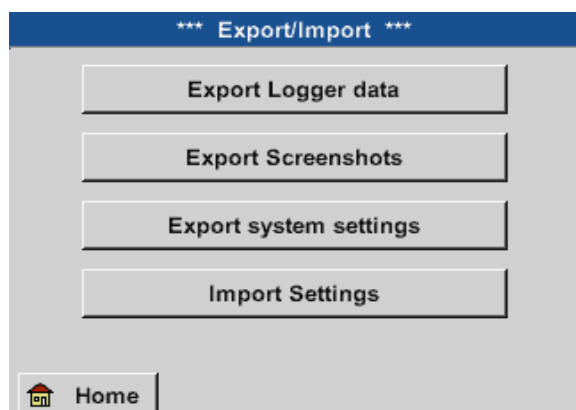 *** Export/Import ***
Export Logger data
Export Screenshots
Export system settings
Import Settings
Home